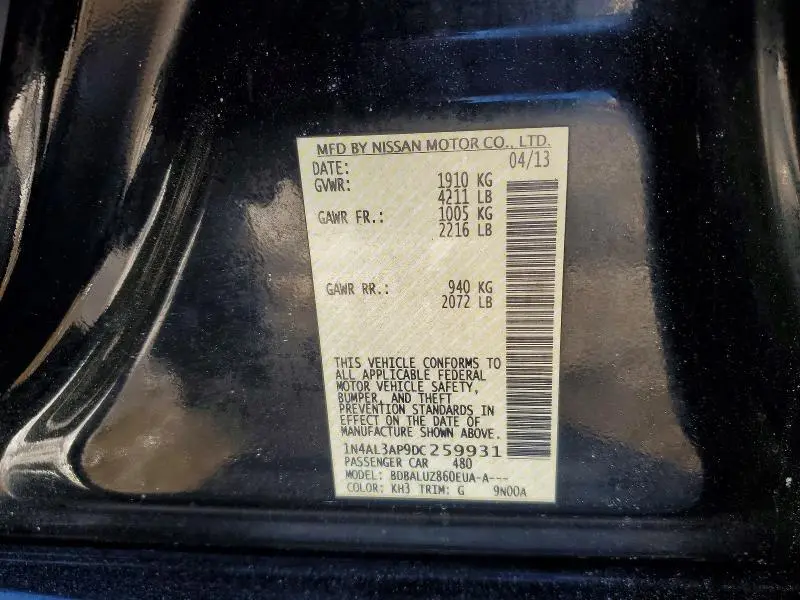 MFD BY NISSAN MOTOR CO., LTD.
DATE: 04/13
GVWR: 1910 KG
4211 LB
GAWR FR.: 1005 KG
2216 LB
GAWR RR.: 940 KG
2072 LB
THIS VEHICLE CONFORMS TO
ALL APPLICABLE FEDERAL
MOTOR VEHICLE SAFETY,
BUMPER, AND THEFT
PREVENTION STANDARDS IN
EFFECT ON THE DATE OF
MANUFACTURE SHOWN ABOVE.
1N4AL3AP9DC259931
PASSENGER CAR 480
MODEL: BDBALUZ860EUA-A---
COLOR: KH3 TRIM: G 9N00A